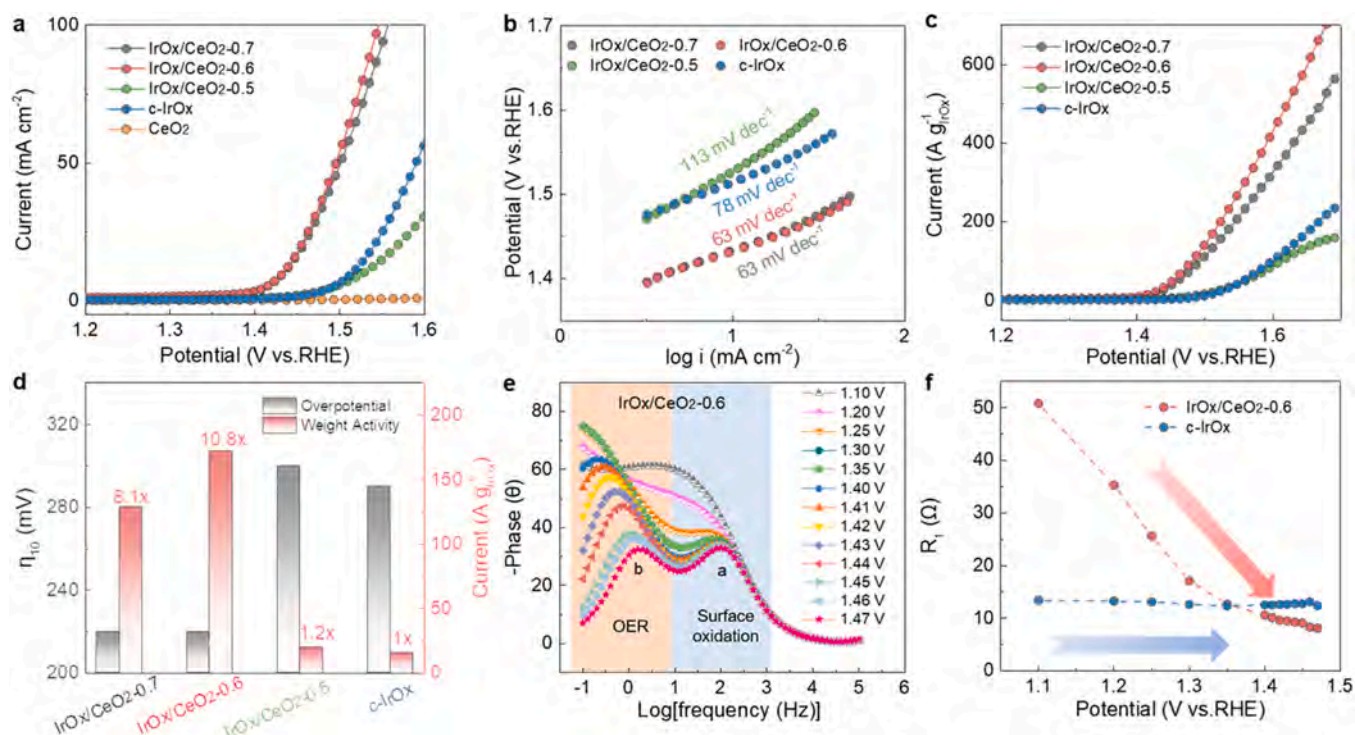 a
100
50
0
Current (mA cm⁻²)
IrOx/CeO₂-0.7
IrOx/CeO₂-0.6
IrOx/CeO₂-0.5
c-IrOx
CeO₂
1.2 1.3 1.4 1.5 1.6
Potential (V vs.RHE)
b
1.7
1.6
1.5
1.4
Potential (V vs.RHE)
IrOx/CeO₂-0.7 IrOx/CeO₂-0.6
IrOx/CeO₂-0.5 c-IrOx
113 mV dec⁻¹
78 mV dec⁻¹
63 mV dec⁻¹
63 mV dec⁻¹
0 1 2
log i (mA cm⁻²)
c
600
400
200
0
Current (A g⁻¹IrOx)
IrOx/CeO₂-0.7
IrOx/CeO₂-0.6
IrOx/CeO₂-0.5
c-IrOx
1.2 1.4 1.6
Potential (V vs.RHE)
d
320
280
240
200
η₁₀ (mV)
Overpotential
Weight Activity
8.1x
10.8x
1.2x
1x
200
150
100
50
0
Current (A g⁻¹IrOx)
IrOx/CeO₂-0.7
IrOx/CeO₂-0.6
IrOx/CeO₂-0.5
c-IrOx
e
80
60
40
20
0
-Phase (θ)
IrOx/CeO₂-0.6
1.10 V
1.20 V
1.25 V
1.30 V
1.35 V
1.40 V
1.41 V
1.42 V
1.43 V
1.44 V
1.45 V
1.46 V
1.47 V
b
a
OER
Surface
oxidation
-1 0 1 2 3 4 5
Log[frequency (Hz)]
f
50
40
30
20
10
0
R₁ (Ω)
IrOx/CeO₂-0.6
c-IrOx
1.1 1.2 1.3 1.4 1.5
Potential (V vs.RHE)